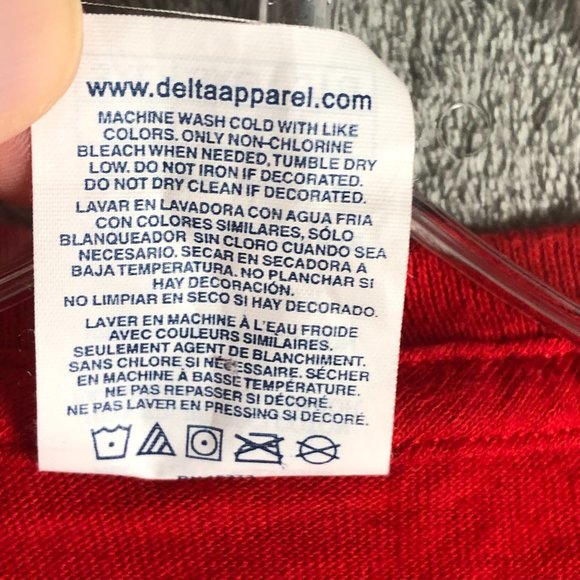 www.deltaapparel.com
MACHINE WASH COLD WITH LIKE
COLORS. ONLY NON-CHLORINE
BLEACH WHEN NEEDED, TUMBLE DRY
LOW. DO NOT IRON IF DECORATED.
DO NOT DRY CLEAN IF DECORATED.
LAVAR EN LAVADORA CON AGUA FRIA
CON COLORES SIMILARES, SÓLO
BLANQUEADOR SIN CLORO CUANDO SEA
NECESARIO. SECAR EN SECADORA Á
BAJA TEMPERATURA. NO PLANCHAR SI
HAY DECORACIÓN.
NO LIMPIAR EN SECO SI HAY DECORADO.
LAVER EN MACHINE À L'EAU FROIDE
AVEC COULEURS SIMILAIRES.
SEULEMENT AGENT DE BLANCHIMENT.
SANS CHLORE SI NÉCESSAIRE. SÉCHER
EN MACHINE À BASSE TEMPÉRATURE.
NE PAS REPASSER SI DÉCORÉ.
NE PAS LAVER EN PRESSING SI DÉCORÉ.